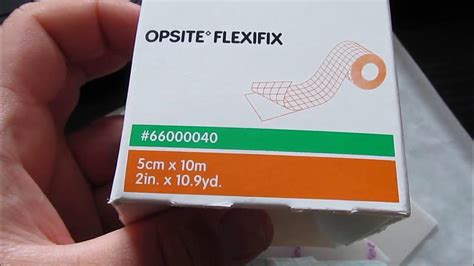 OPSITE◇ FLEXIFIX
#66000040
5cm x 10m
2in. x 10.9yd.